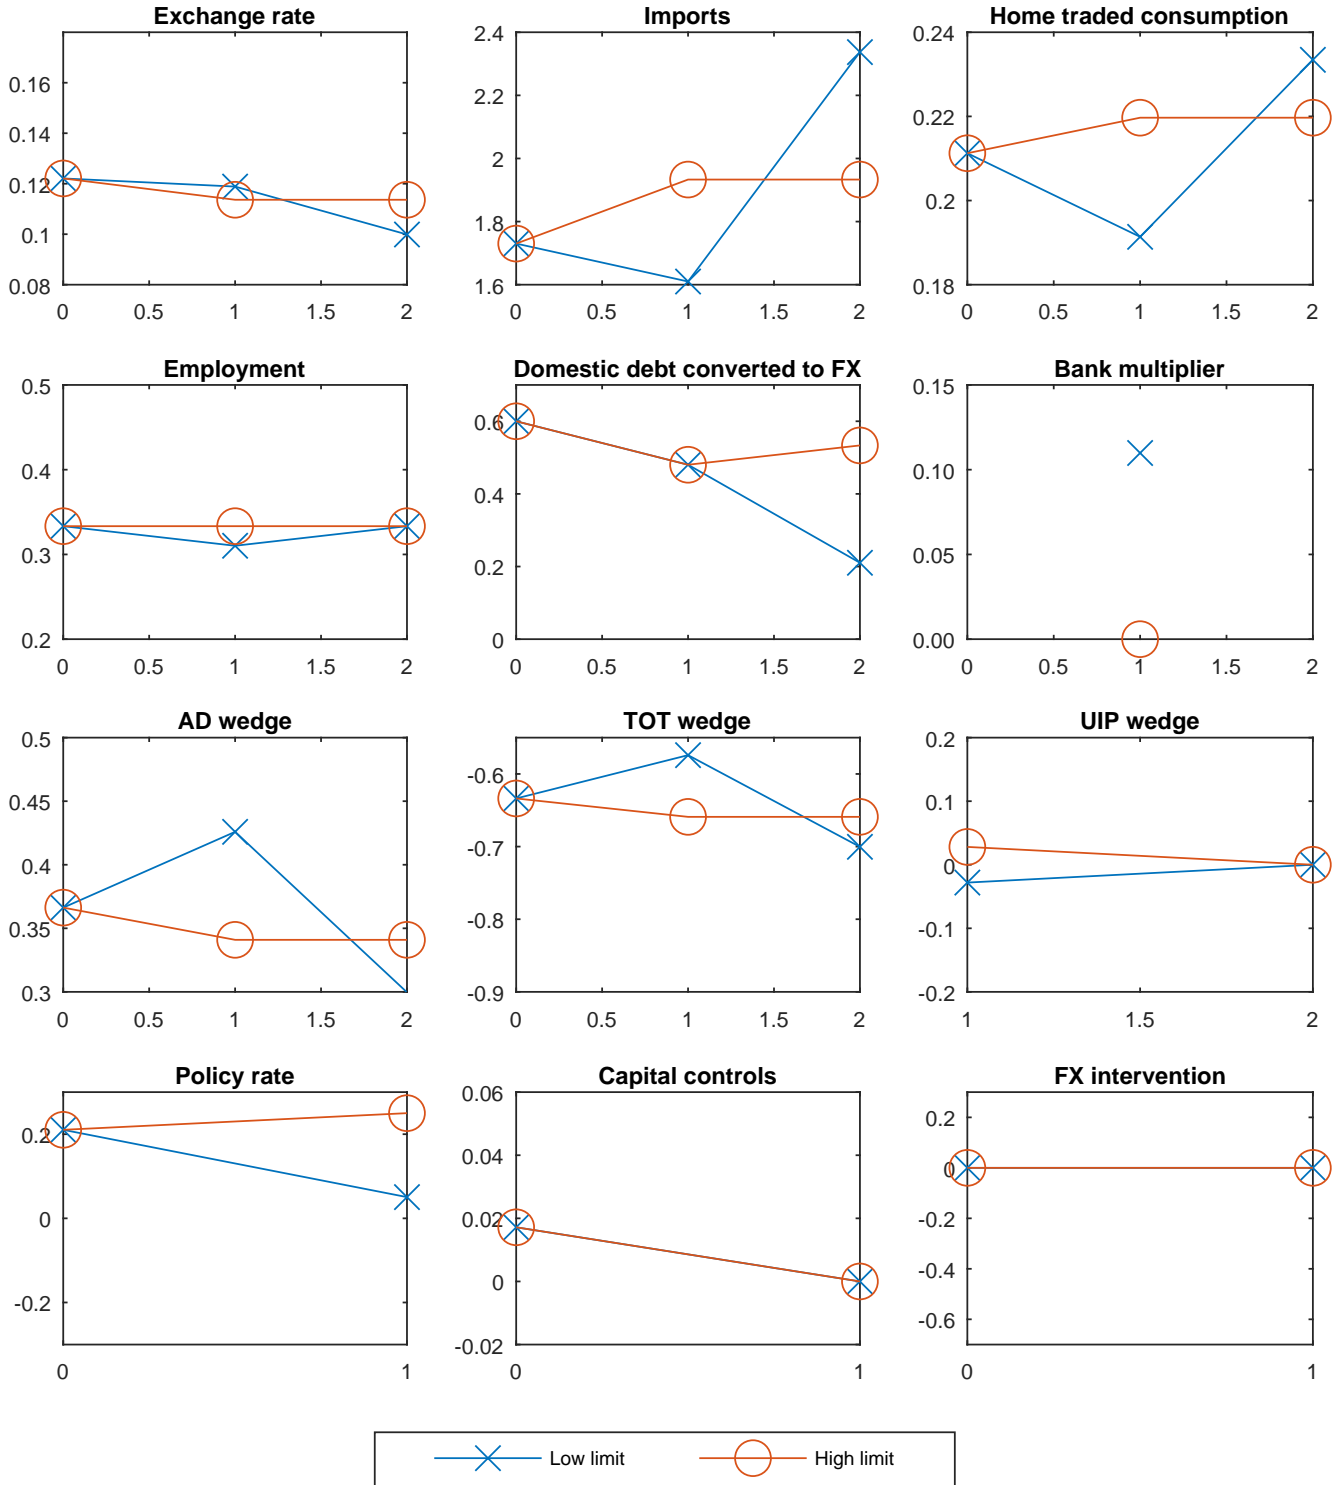 Exchange rate
0.16
0.14
0.12
0.1
0.08
0 0.5 1 1.5 2
Imports
2.4
2.2
2
1.8
1.6
0 0.5 1 1.5 2
Home traded consumption
0.24
0.22
0.2
0.18
0 0.5 1 1.5 2
Employment
0.5
0.4
0.3
0.2
0 0.5 1 1.5 2
Domestic debt converted to FX
0.6
0.4
0.2
0
0 0.5 1 1.5 2
Bank multiplier
0.15
0.10
0.05
0.00
0 0.5 1 1.5 2
AD wedge
0.5
0.45
0.4
0.35
0.3
0 0.5 1 1.5 2
TOT wedge
-0.6
-0.7
-0.8
-0.9
0 0.5 1 1.5 2
UIP wedge
0.2
0.1
0
-0.1
-0.2
1 1.5 2
Policy rate
0.2
0
-0.2
0 1
Capital controls
0.06
0.04
0.02
0
-0.02
0 1
FX intervention
0.2
0
-0.2
-0.4
-0.6
0 1
Low limit
High limit